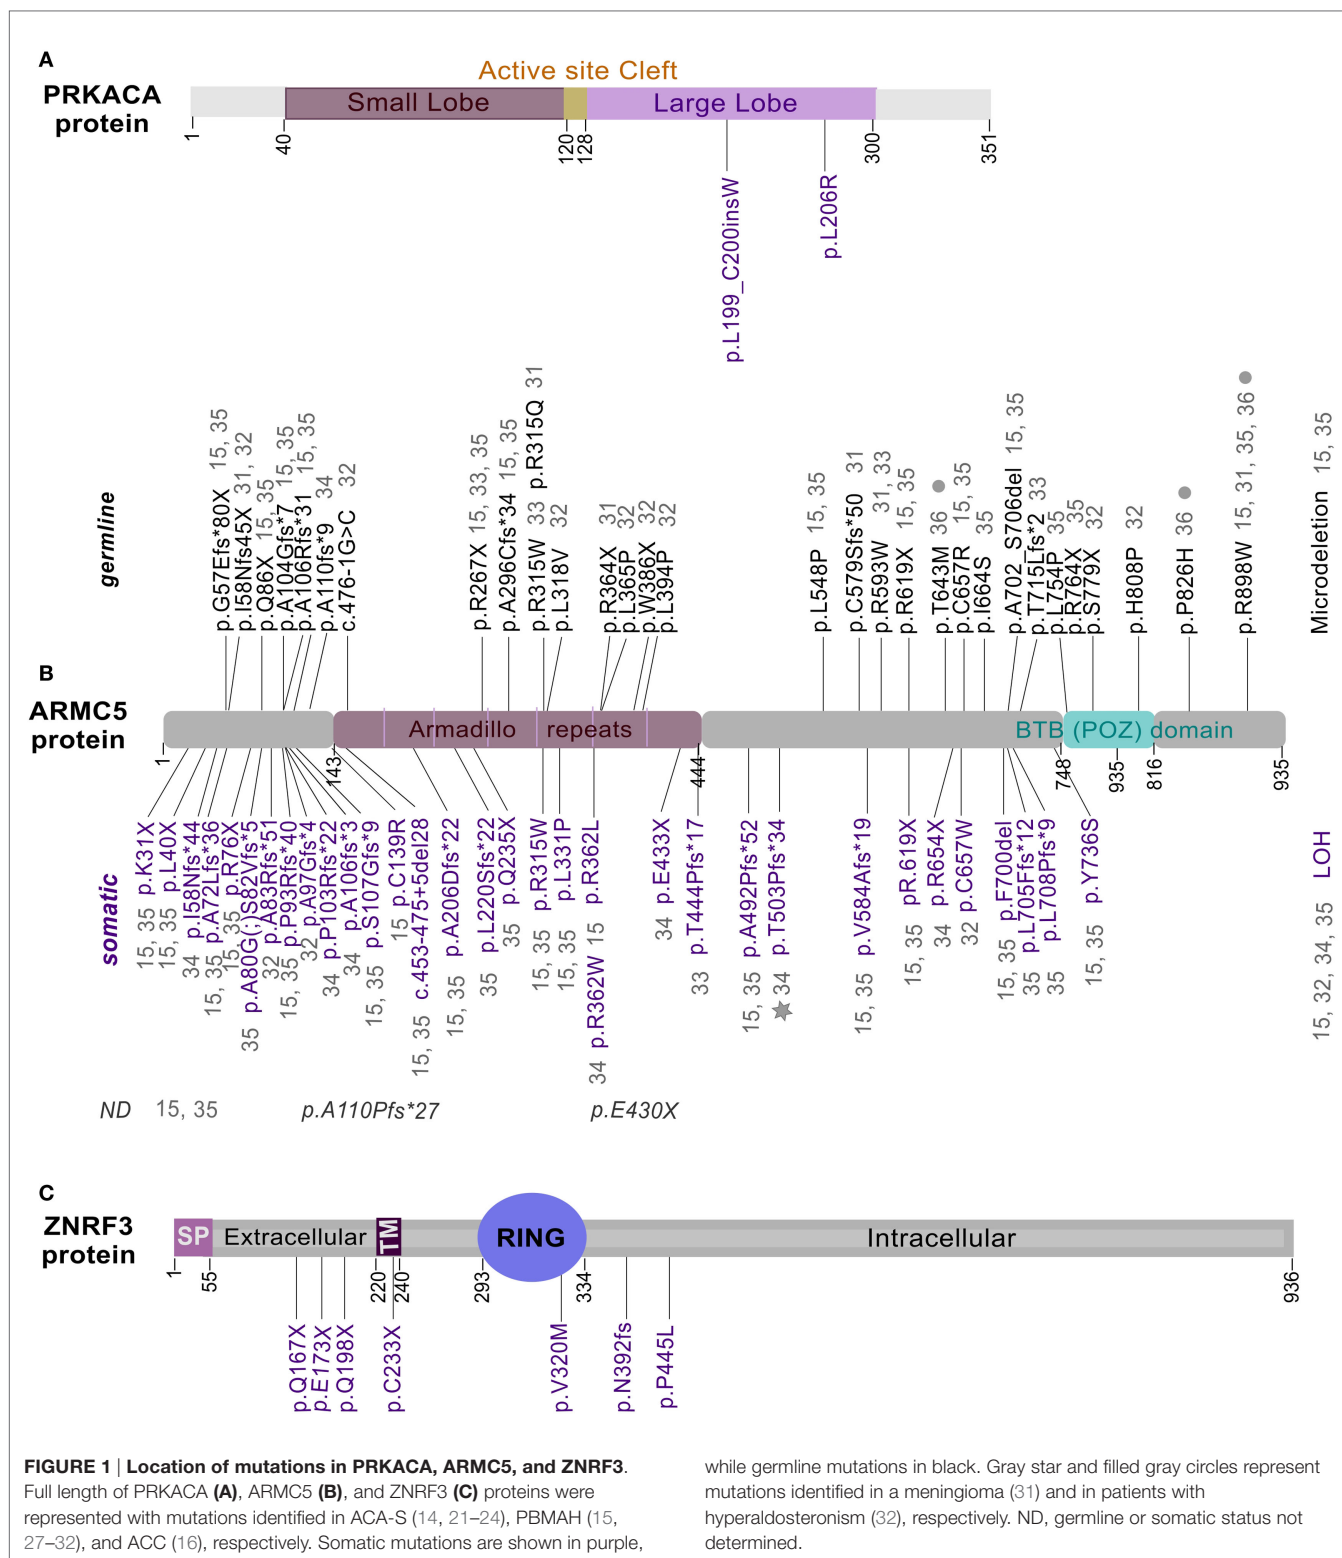 A
PRKACA
protein
Active site Cleft
Small Lobe
Large Lobe
1
40
120
128
300
351
p.L199_C200insW
p.L206R
germline
p.G57Efs*80X 15, 35
p.I58Nfs45X 31, 32
p.Q86X 15, 35
p.A104Gfs*7 15, 35
p.A106Rfs*31 15, 35
p.A110fs*9 34
c.476-1G>C 32
p.R267X 15, 33, 35
p.A296Cfs*34 15, 35
p.R315W 33 p.R315Q 31
p.L318V 32
p.R364X 31
p.L365P 32
p.W386X 32
p.L394P 32
p.L548P 15, 35
p.C579Sfs*50 31
p.R593W 31, 33
p.R619X 15, 35
p.T643M 36
p.C657R 15, 35
p.I664S 35
p.A702_S706del 15, 35
p.T715Lfs*2 33
p.L754P 35
p.R764X 35
p.S779X 32
p.H808P 32
p.P826H 36
p.R898W 15, 31, 35, 36
Microdeletion 15, 35
B
ARMC5
protein
Armadillo repeats
BTB (POZ) domain
1
143
444
748
935
816
935
somatic
15, 35 p.K31X
15, 35 p.L40X
34 p.I58Nfs*44
15, 35 p.A72Lfs*36
15, 35 p.R76X
35 p.A80G(;)S82Vfs*5
32 p.A83Rfs*51
15, 35 p.P93Rfs*40
32 p.A97Gfs*4
34 p.P103Rfs*22
34 p.A106fs*3
15, 35 p.S107Gfs*9
15 p.C139R
15, 35 c.453-475+5del28
15, 35 p.A206Dfs*22
35 p.L220Sfs*22
35 p.Q235X
15, 35 p.R315W
15, 35 p.L331P
34 p.R362W 15 p.R362L
34 p.E433X
33 p.T444Pfs*17
15, 35 p.A492Pfs*52
34 p.T503Pfs*34
15, 35 p.V584Afs*19
15, 35 pR.619X
34 p.R654X
32 p.C657W
15, 35 p.F700del
35 p.L705Ffs*12
35 p.L708Pfs*9
15, 35 p.Y736S
15, 32, 34, 35 LOH
ND 15, 35 p.A110Pfs*27 p.E430X
C
ZNRF3
protein
SP
Extracellular
TM
RING
Intracellular
1
55
220
240
293
334
936
p.Q167X
p.E173X
p.Q198X
p.C233X
p.V320M
p.N392fs
p.P445L
FIGURE 1 | Location of mutations in PRKACA, ARMC5, and ZNRF3.
Full length of PRKACA (A), ARMC5 (B), and ZNRF3 (C) proteins were
represented with mutations identified in ACA-S (14, 21–24), PBMAH (15,
27–32), and ACC (16), respectively. Somatic mutations are shown in purple,
while germline mutations in black. Gray star and filled gray circles represent
mutations identified in a meningioma (31) and in patients with
hyperaldosteronism (32), respectively. ND, germline or somatic status not
determined.